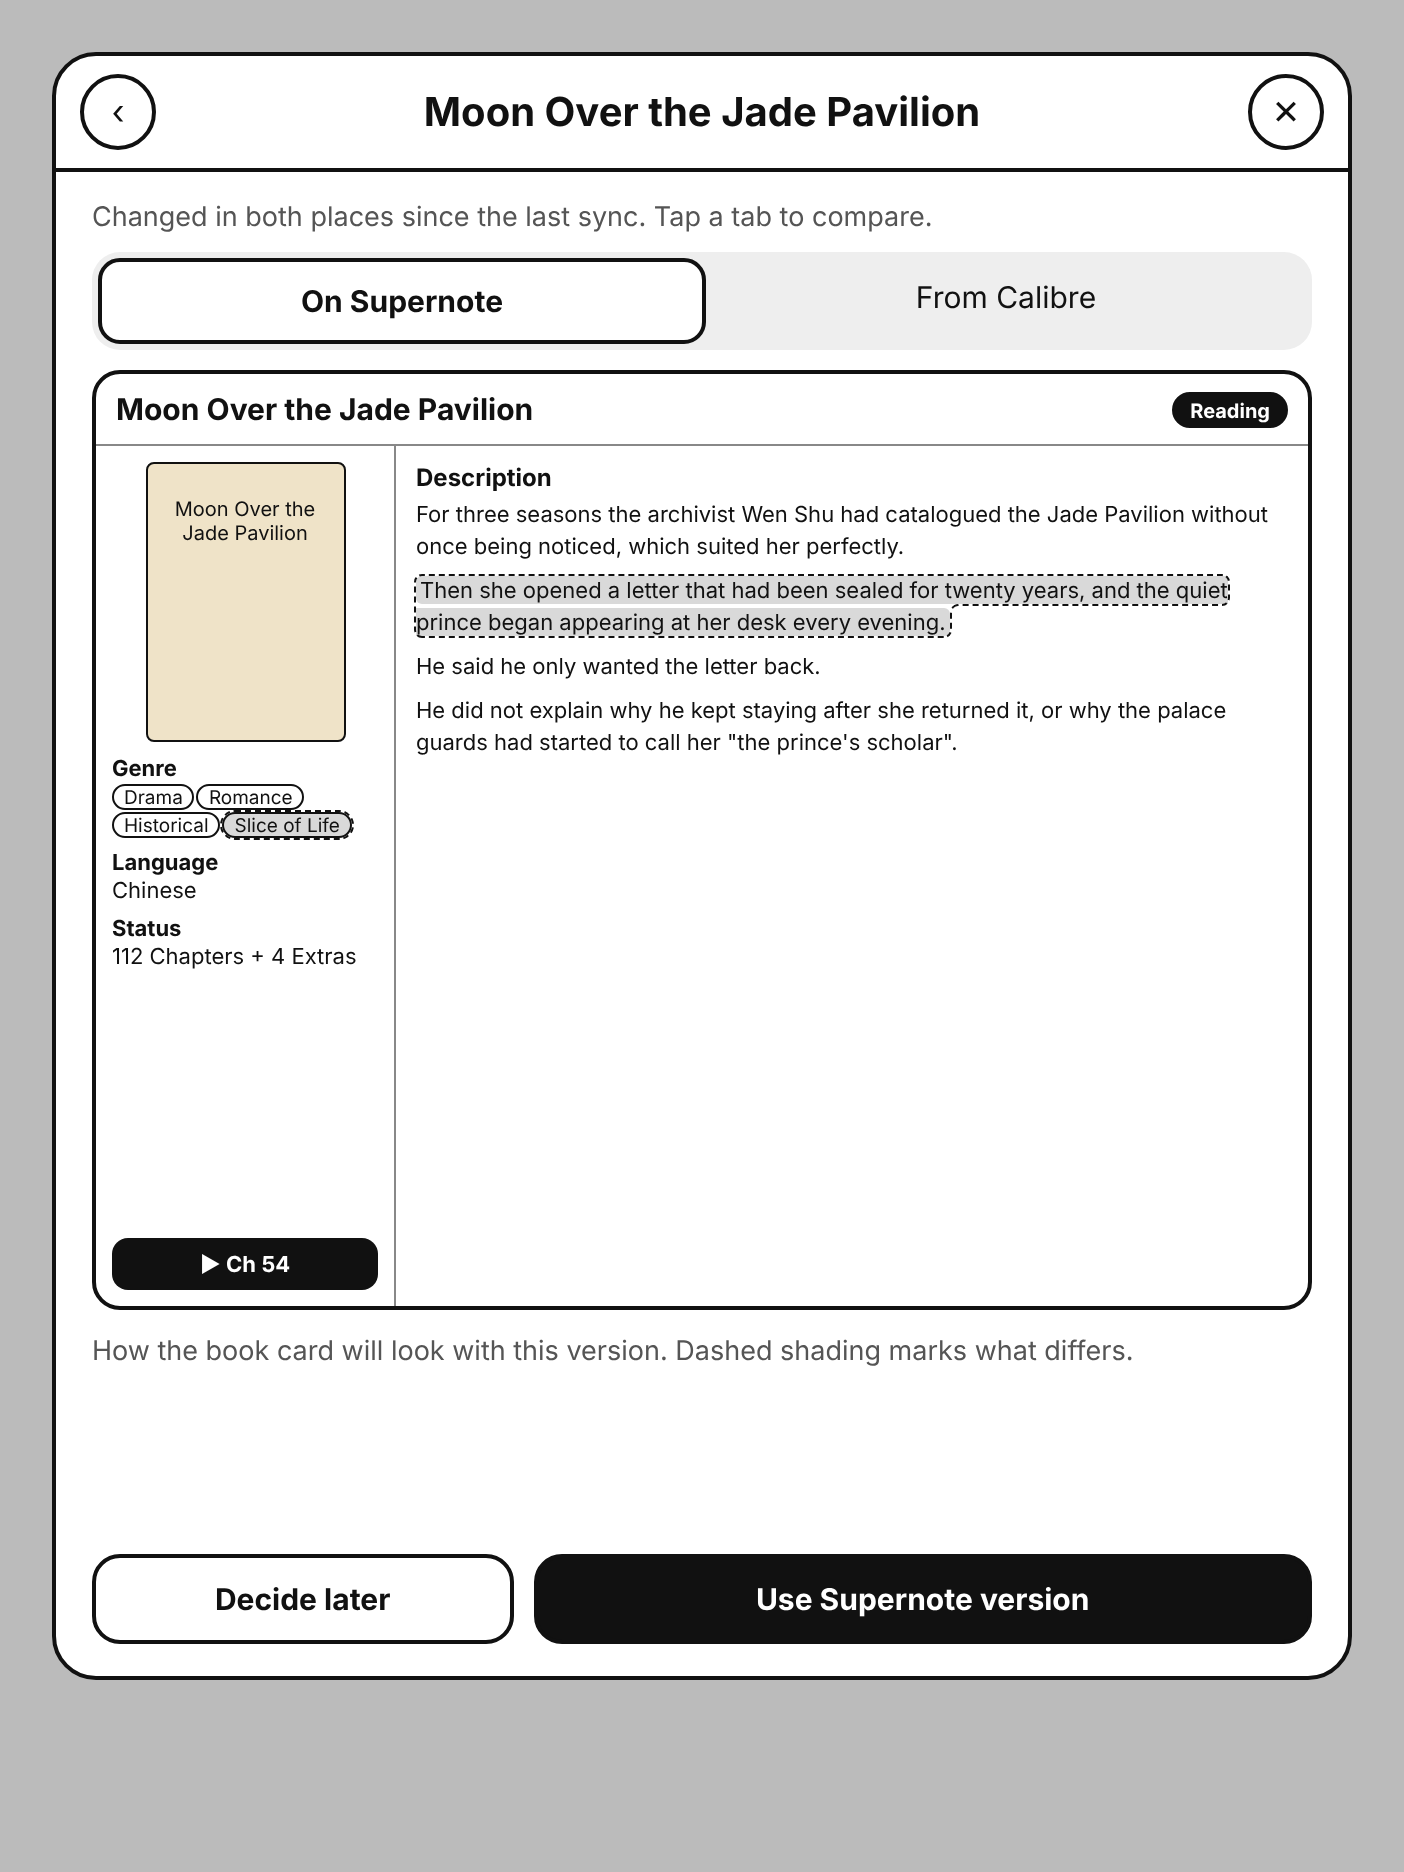 ‹
Moon Over the Jade Pavilion
✕
Changed in both places since the last sync. Tap a tab to compare.
On Supernote
From Calibre
Moon Over the Jade Pavilion
Reading
Moon Over the
Jade Pavilion
Genre
Drama
Romance
Historical
Slice of Life
Language
Chinese
Status
112 Chapters + 4 Extras
▶ Ch 54
Description
For three seasons the archivist Wen Shu had catalogued the Jade Pavilion without
once being noticed, which suited her perfectly.
Then she opened a letter that had been sealed for twenty years, and the quiet
prince began appearing at her desk every evening.
He said he only wanted the letter back.
He did not explain why he kept staying after she returned it, or why the palace
guards had started to call her "the prince's scholar".
How the book card will look with this version. Dashed shading marks what differs.
Decide later
Use Supernote version